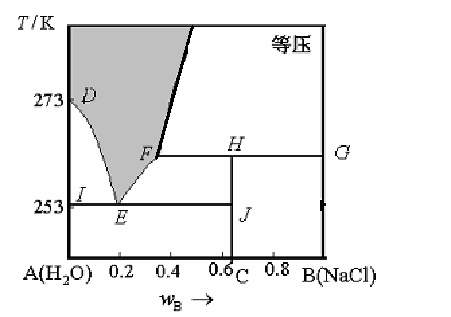 T/K
等压
273
D
F
H
G
I
253
E
J
A(H₂O) 0.2 0.4 0.6 C 0.8 B(NaCl)
w_B →